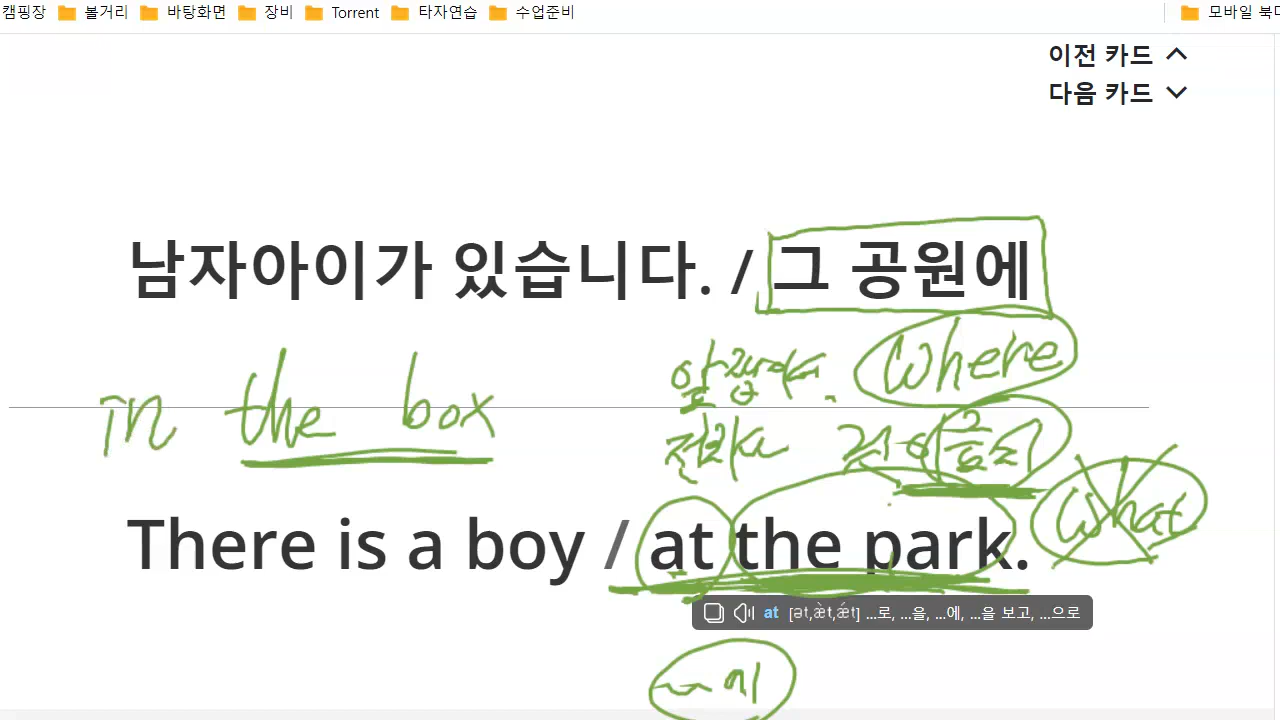 캠핑장 볼거리 바탕화면 장비 Torrent 타자연습 수업준비 모바일 북
이전 카드
다음 카드
남자아이가 있습니다. / 그 공원에
Where
in the box
전치사
What
There is a boy / at the park.
at [ət,æ̀t,ǽt] ...로, ...을, ...에, ...을 보고, ...으로
~에